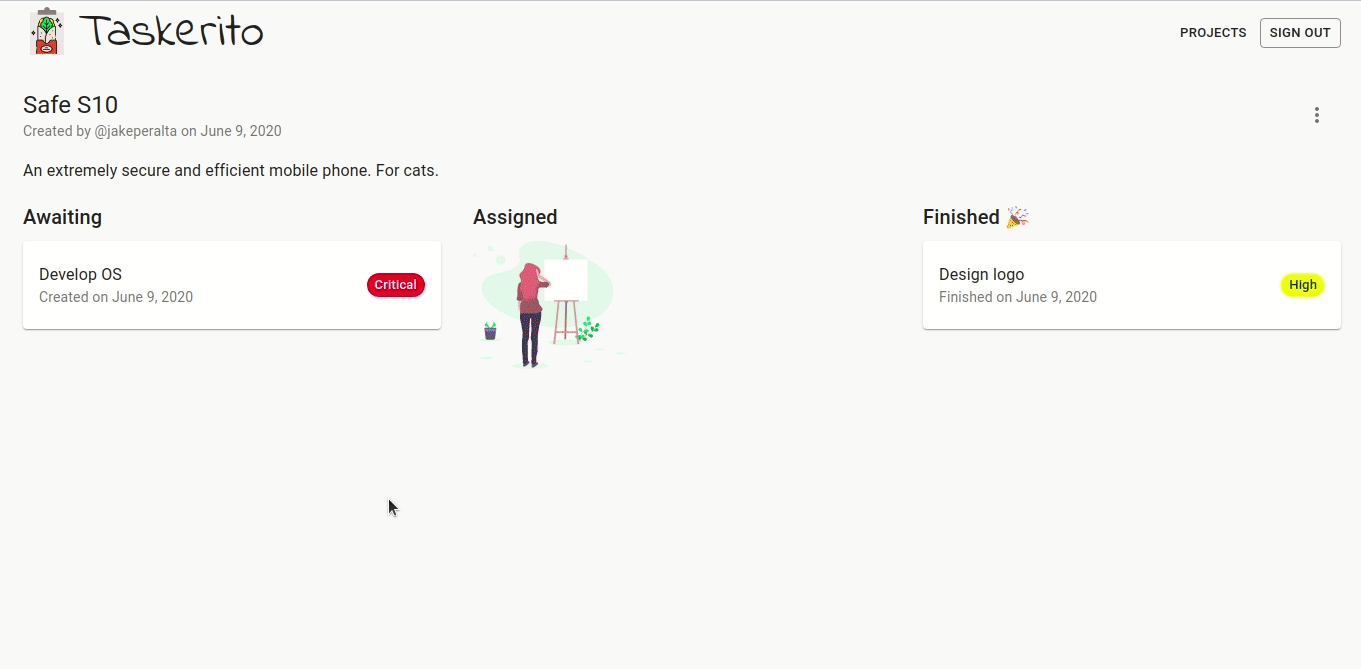 Taskerito
PROJECTS
SIGN OUT
Safe S10
Created by @jakeperalta on June 9, 2020
An extremely secure and efficient mobile phone. For cats.
Awaiting
Develop OS
Created on June 9, 2020
Critical
Assigned
Finished 🎉
Design logo
Finished on June 9, 2020
High